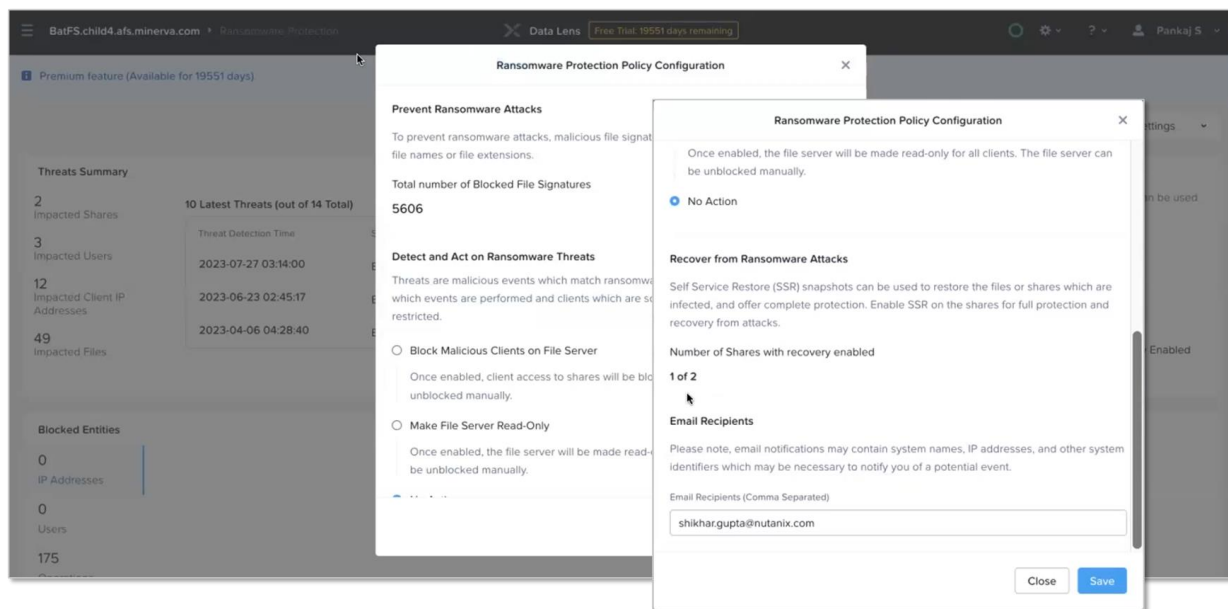 BatFS.child4.afs.minerva.com • Ransomware Protection
Data Lens
Free Trial: 19551 days remaining
? Pankaj S
Premium feature (Available for 19551 days)
ettings
Threats Summary
2
Impacted Shares
3
Impacted Users
12
Impacted Client IP
Addresses
49
Impacted Files
10 Latest Threats (out of 14 Total)
Threat Detection Time
2023-07-27 03:14:00
2023-06-23 02:45:17
2023-04-06 04:28:40
n be used
Enabled
Blocked Entities
0
IP Addresses
0
Users
175
Ransomware Protection Policy Configuration
Prevent Ransomware Attacks
To prevent ransomware attacks, malicious file signat
file names or file extensions.
Total number of Blocked File Signatures
5606
Detect and Act on Ransomware Threats
Threats are malicious events which match ransomwa
which events are performed and clients which are so
restricted.
Block Malicious Clients on File Server
Once enabled, client access to shares will be blo
unblocked manually.
Make File Server Read-Only
Once enabled, the file server will be made read-
be unblocked manually.
Ransomware Protection Policy Configuration
Once enabled, the file server will be made read-only for all clients. The file server can
be unblocked manually.
No Action
Recover from Ransomware Attacks
Self Service Restore (SSR) snapshots can be used to restore the files or shares which are
infected, and offer complete protection. Enable SSR on the shares for full protection and
recovery from attacks.
Number of Shares with recovery enabled
1 of 2
Email Recipients
Please note, email notifications may contain system names, IP addresses, and other system
identifiers which may be necessary to notify you of a potential event.
Email Recipients (Comma Separated)
shikhar.gupta@nutanix.com
Close
Save